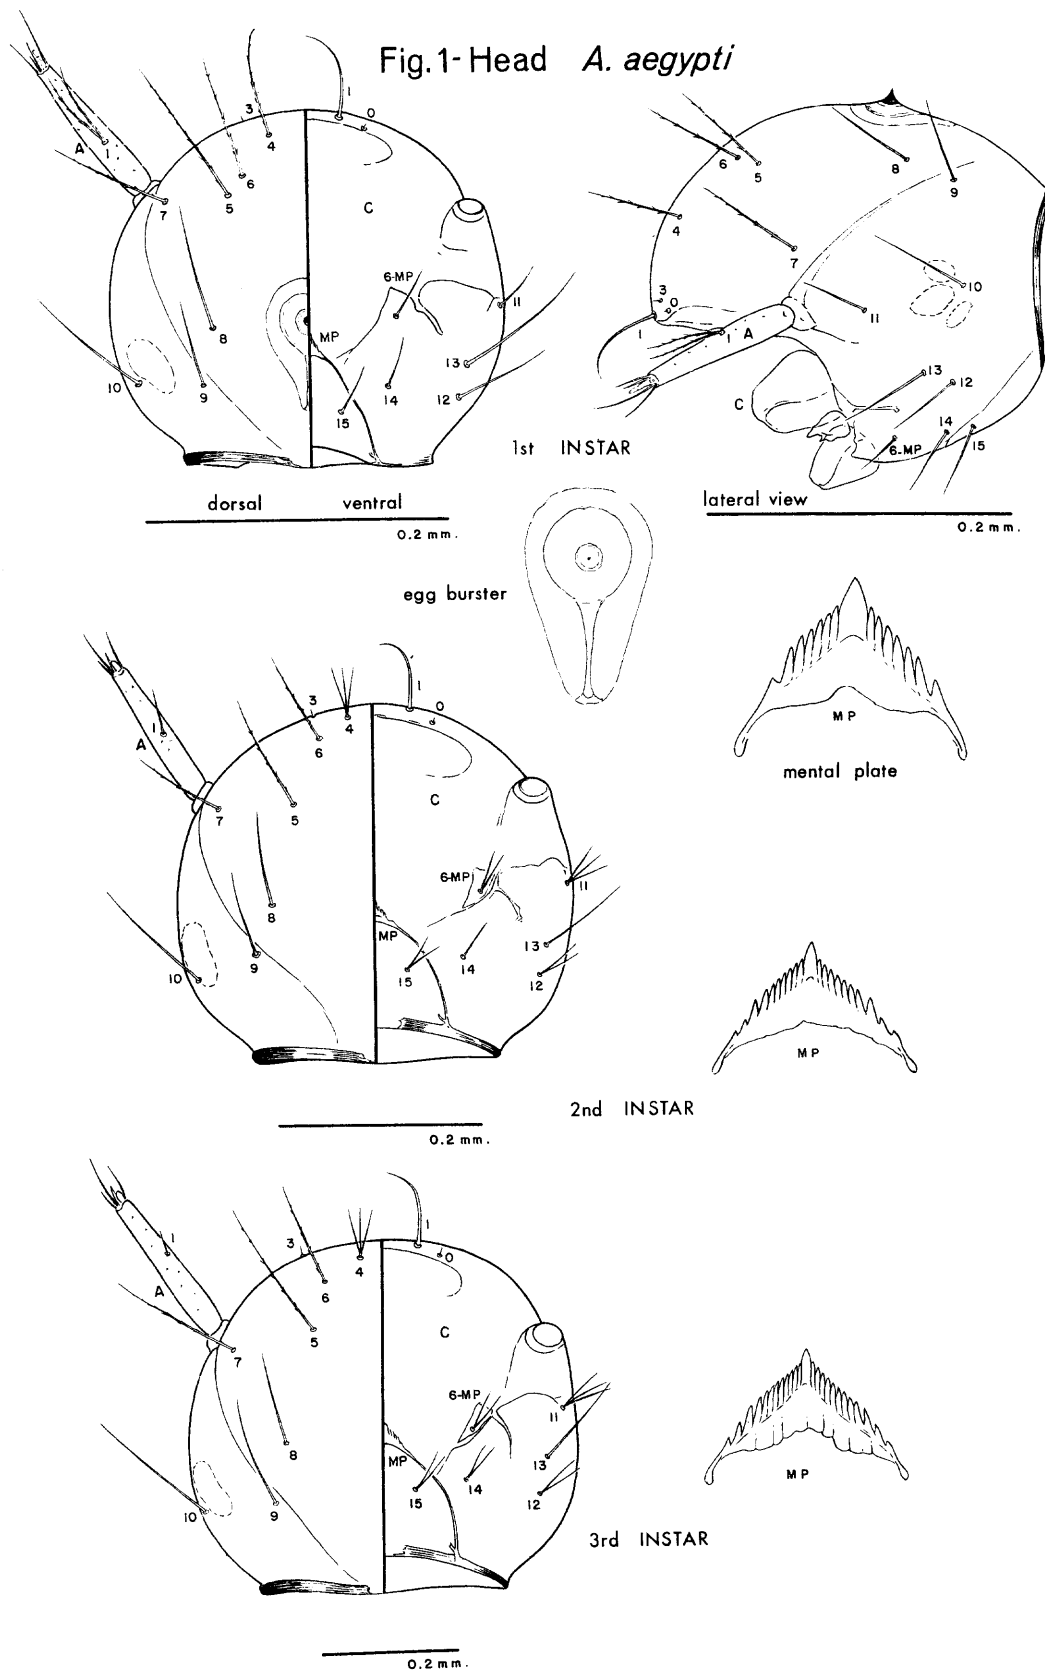 Fig.1- Head A. aegypti
1
0
3
4
A
1
6
5
7
C
6-MP
11
MP
8
13
10
9
14
12
15
dorsal
ventral
0.2 mm.
1st INSTAR
6
5
8
9
4
7
3
0
10
1
1
A
11
13
12
C
14
6-MP
15
lateral view
0.2 mm.
egg burster
MP
mental plate
1
3
0
4
1
6
A
C
7
5
6-MP
11
8
MP
13
9
14
10
15
12
MP
2nd INSTAR
0.2 mm.
1
1
3
0
4
A
6
C
5
7
6-MP
11
8
MP
13
14
15
12
10
9
MP
3rd INSTAR
0.2 mm.